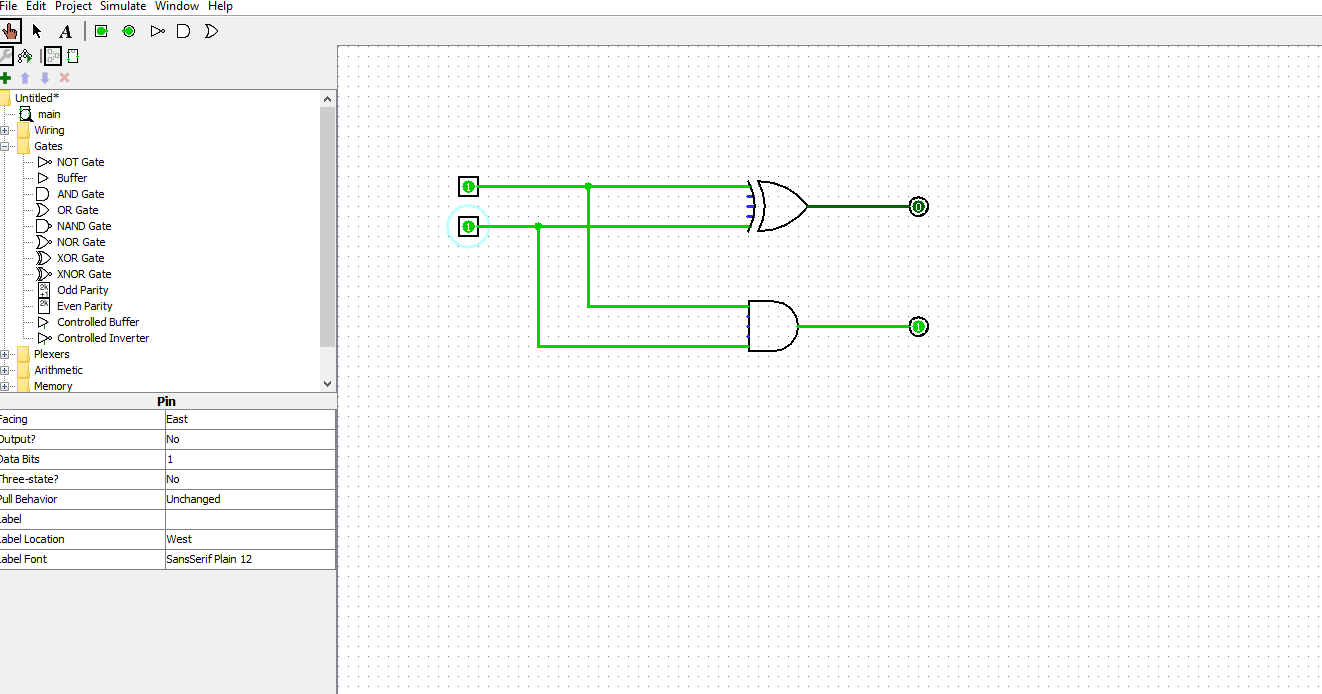 File Edit Project Simulate Window Help
A
Untitled*
main
Wiring
Gates
NOT Gate
Buffer
AND Gate
OR Gate
NAND Gate
NOR Gate
XOR Gate
XNOR Gate
Odd Parity
Even Parity
Controlled Buffer
Controlled Inverter
Plexers
Arithmetic
Memory
Pin
Facing East
Output? No
Data Bits 1
Three-state? No
Pull Behavior Unchanged
Label
Label Location West
Label Font SansSerif Plain 12
1
1
0
1